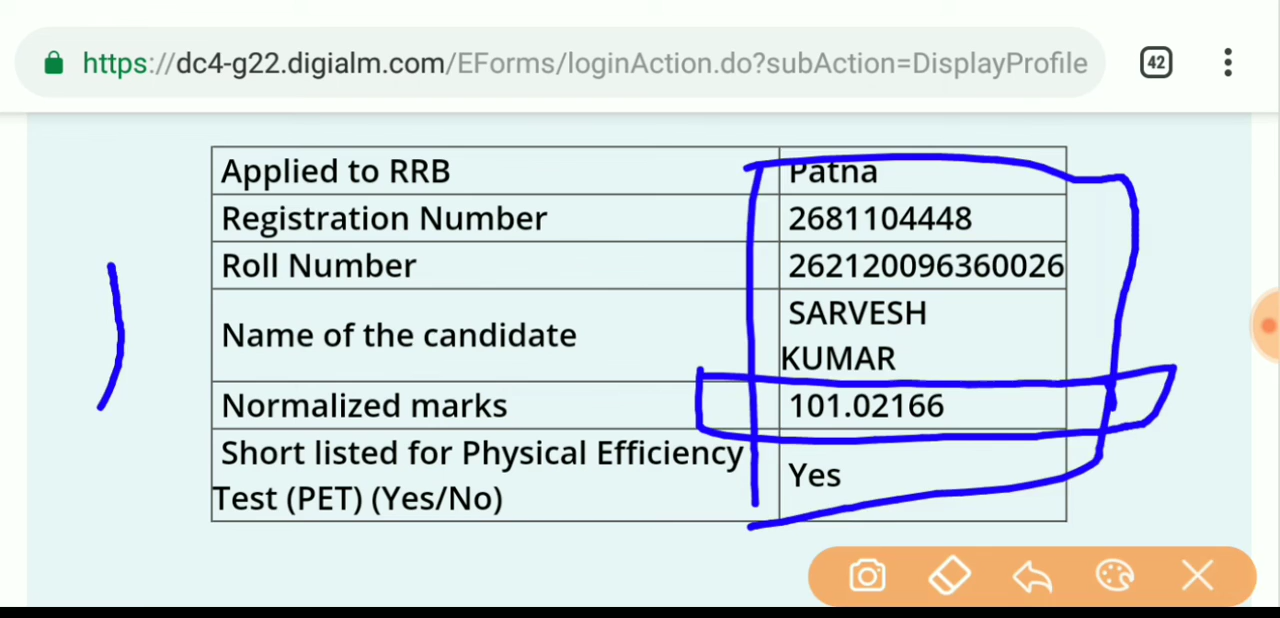 https://dc4-g22.digialm.com/EForms/loginAction.do?subAction=DisplayProfile 42
Applied to RRB Patna
Registration Number 2681104448
Roll Number 262120096360026
Name of the candidate SARVESH
KUMAR
Normalized marks 101.02166
Short listed for Physical Efficiency
Test (PET) (Yes/No) Yes